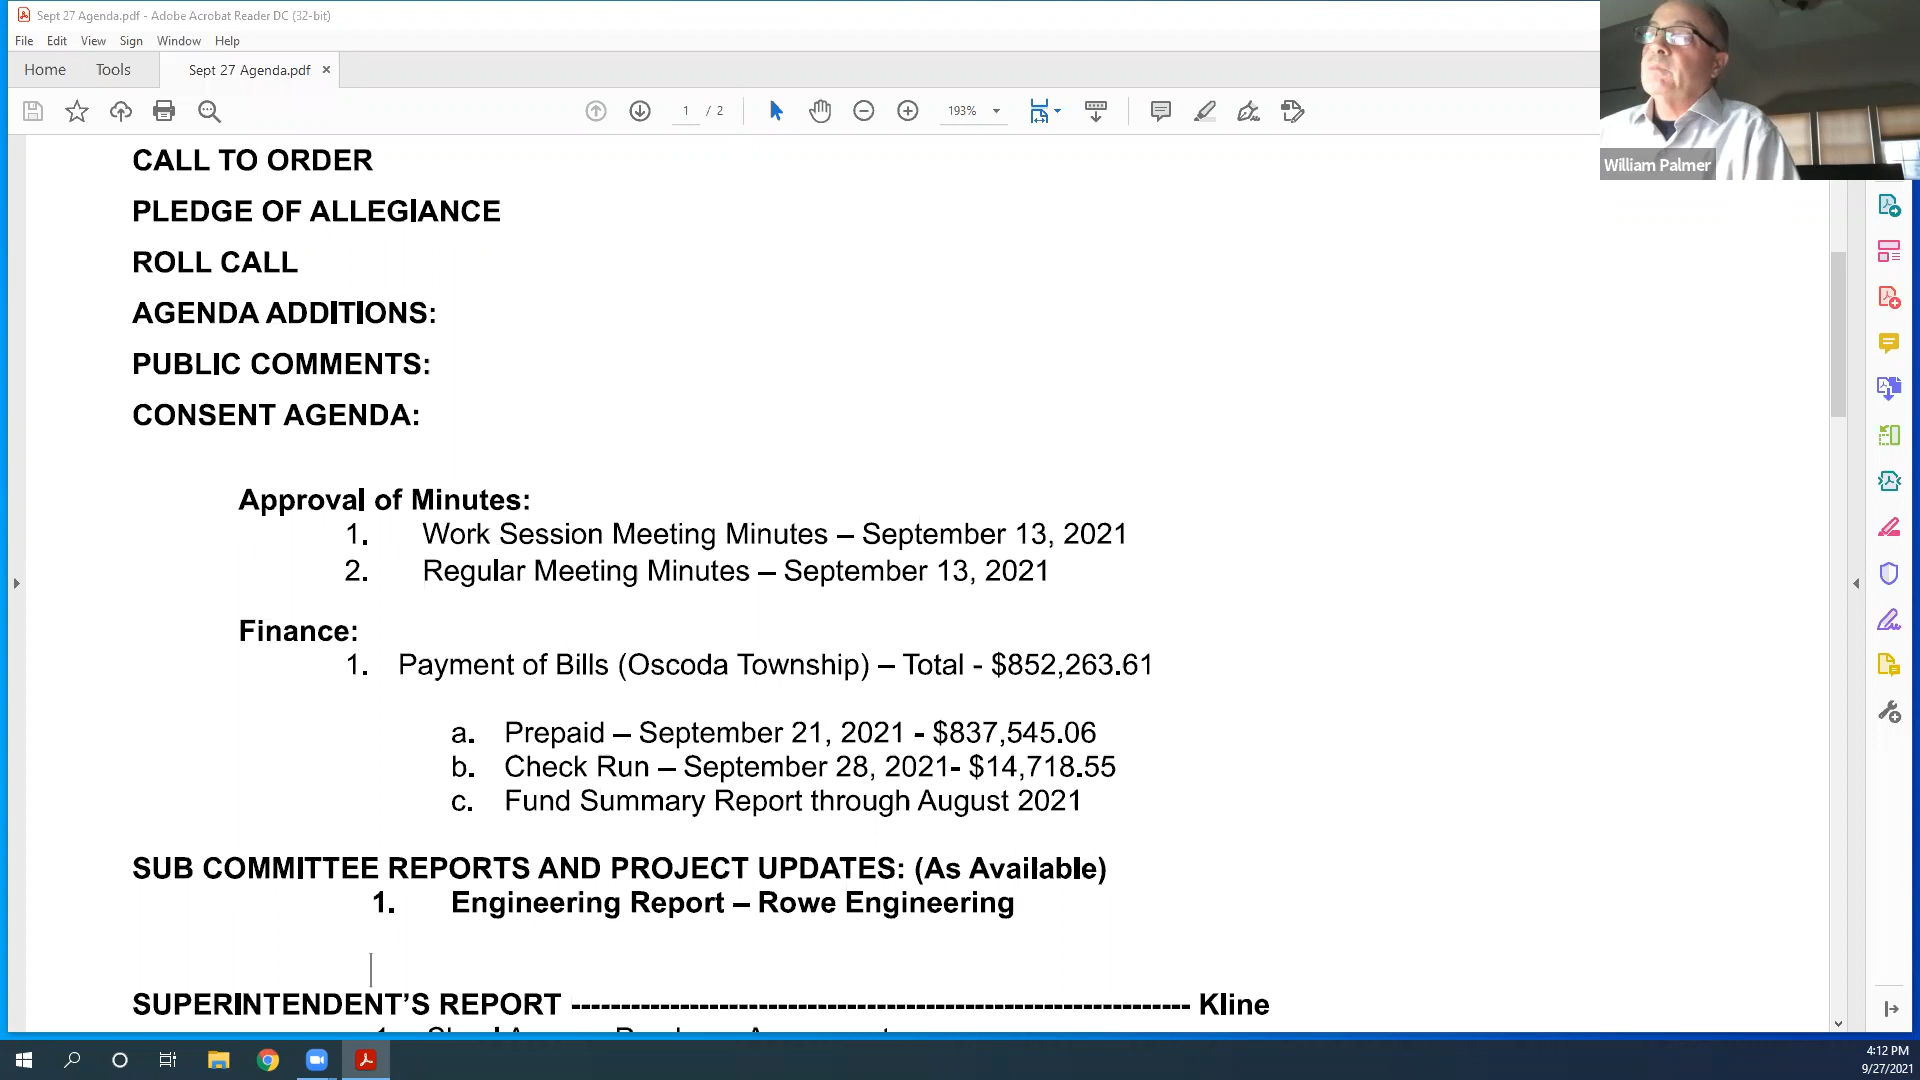 Sept 27 Agenda.pdf - Adobe Acrobat Reader DC (32-bit)
File Edit View Sign Window Help
Home Tools Sept 27 Agenda.pdf ×
1 / 2 193%
William Palmer
CALL TO ORDER
PLEDGE OF ALLEGIANCE
ROLL CALL
AGENDA ADDITIONS:
PUBLIC COMMENTS:
CONSENT AGENDA:
Approval of Minutes:
1. Work Session Meeting Minutes – September 13, 2021
2. Regular Meeting Minutes – September 13, 2021
Finance:
1. Payment of Bills (Oscoda Township) – Total - $852,263.61
a. Prepaid – September 21, 2021 - $837,545.06
b. Check Run – September 28, 2021- $14,718.55
c. Fund Summary Report through August 2021
SUB COMMITTEE REPORTS AND PROJECT UPDATES: (As Available)
1. Engineering Report – Rowe Engineering
SUPERINTENDENT’S REPORT -------------------------------------------------------------- Kline
4:12 PM
9/27/2021